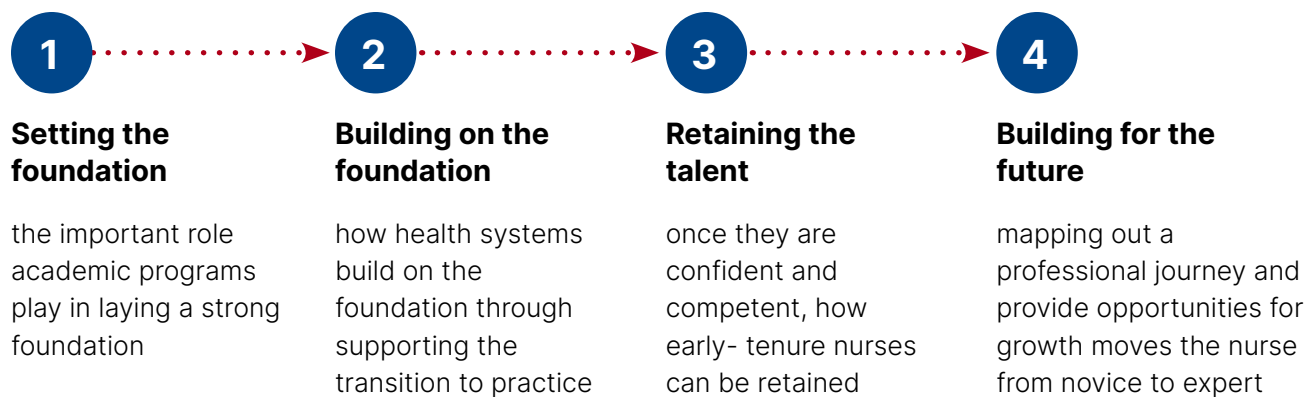 1
Setting the
foundation
the important role
academic programs
play in laying a strong
foundation
2
Building on the
foundation
how health systems
build on the
foundation through
supporting the
transition to practice
3
Retaining the
talent
once they are
confident and
competent, how
early- tenure nurses
can be retained
4
Building for the
future
mapping out a
professional journey and
provide opportunities for
growth moves the nurse
from novice to expert